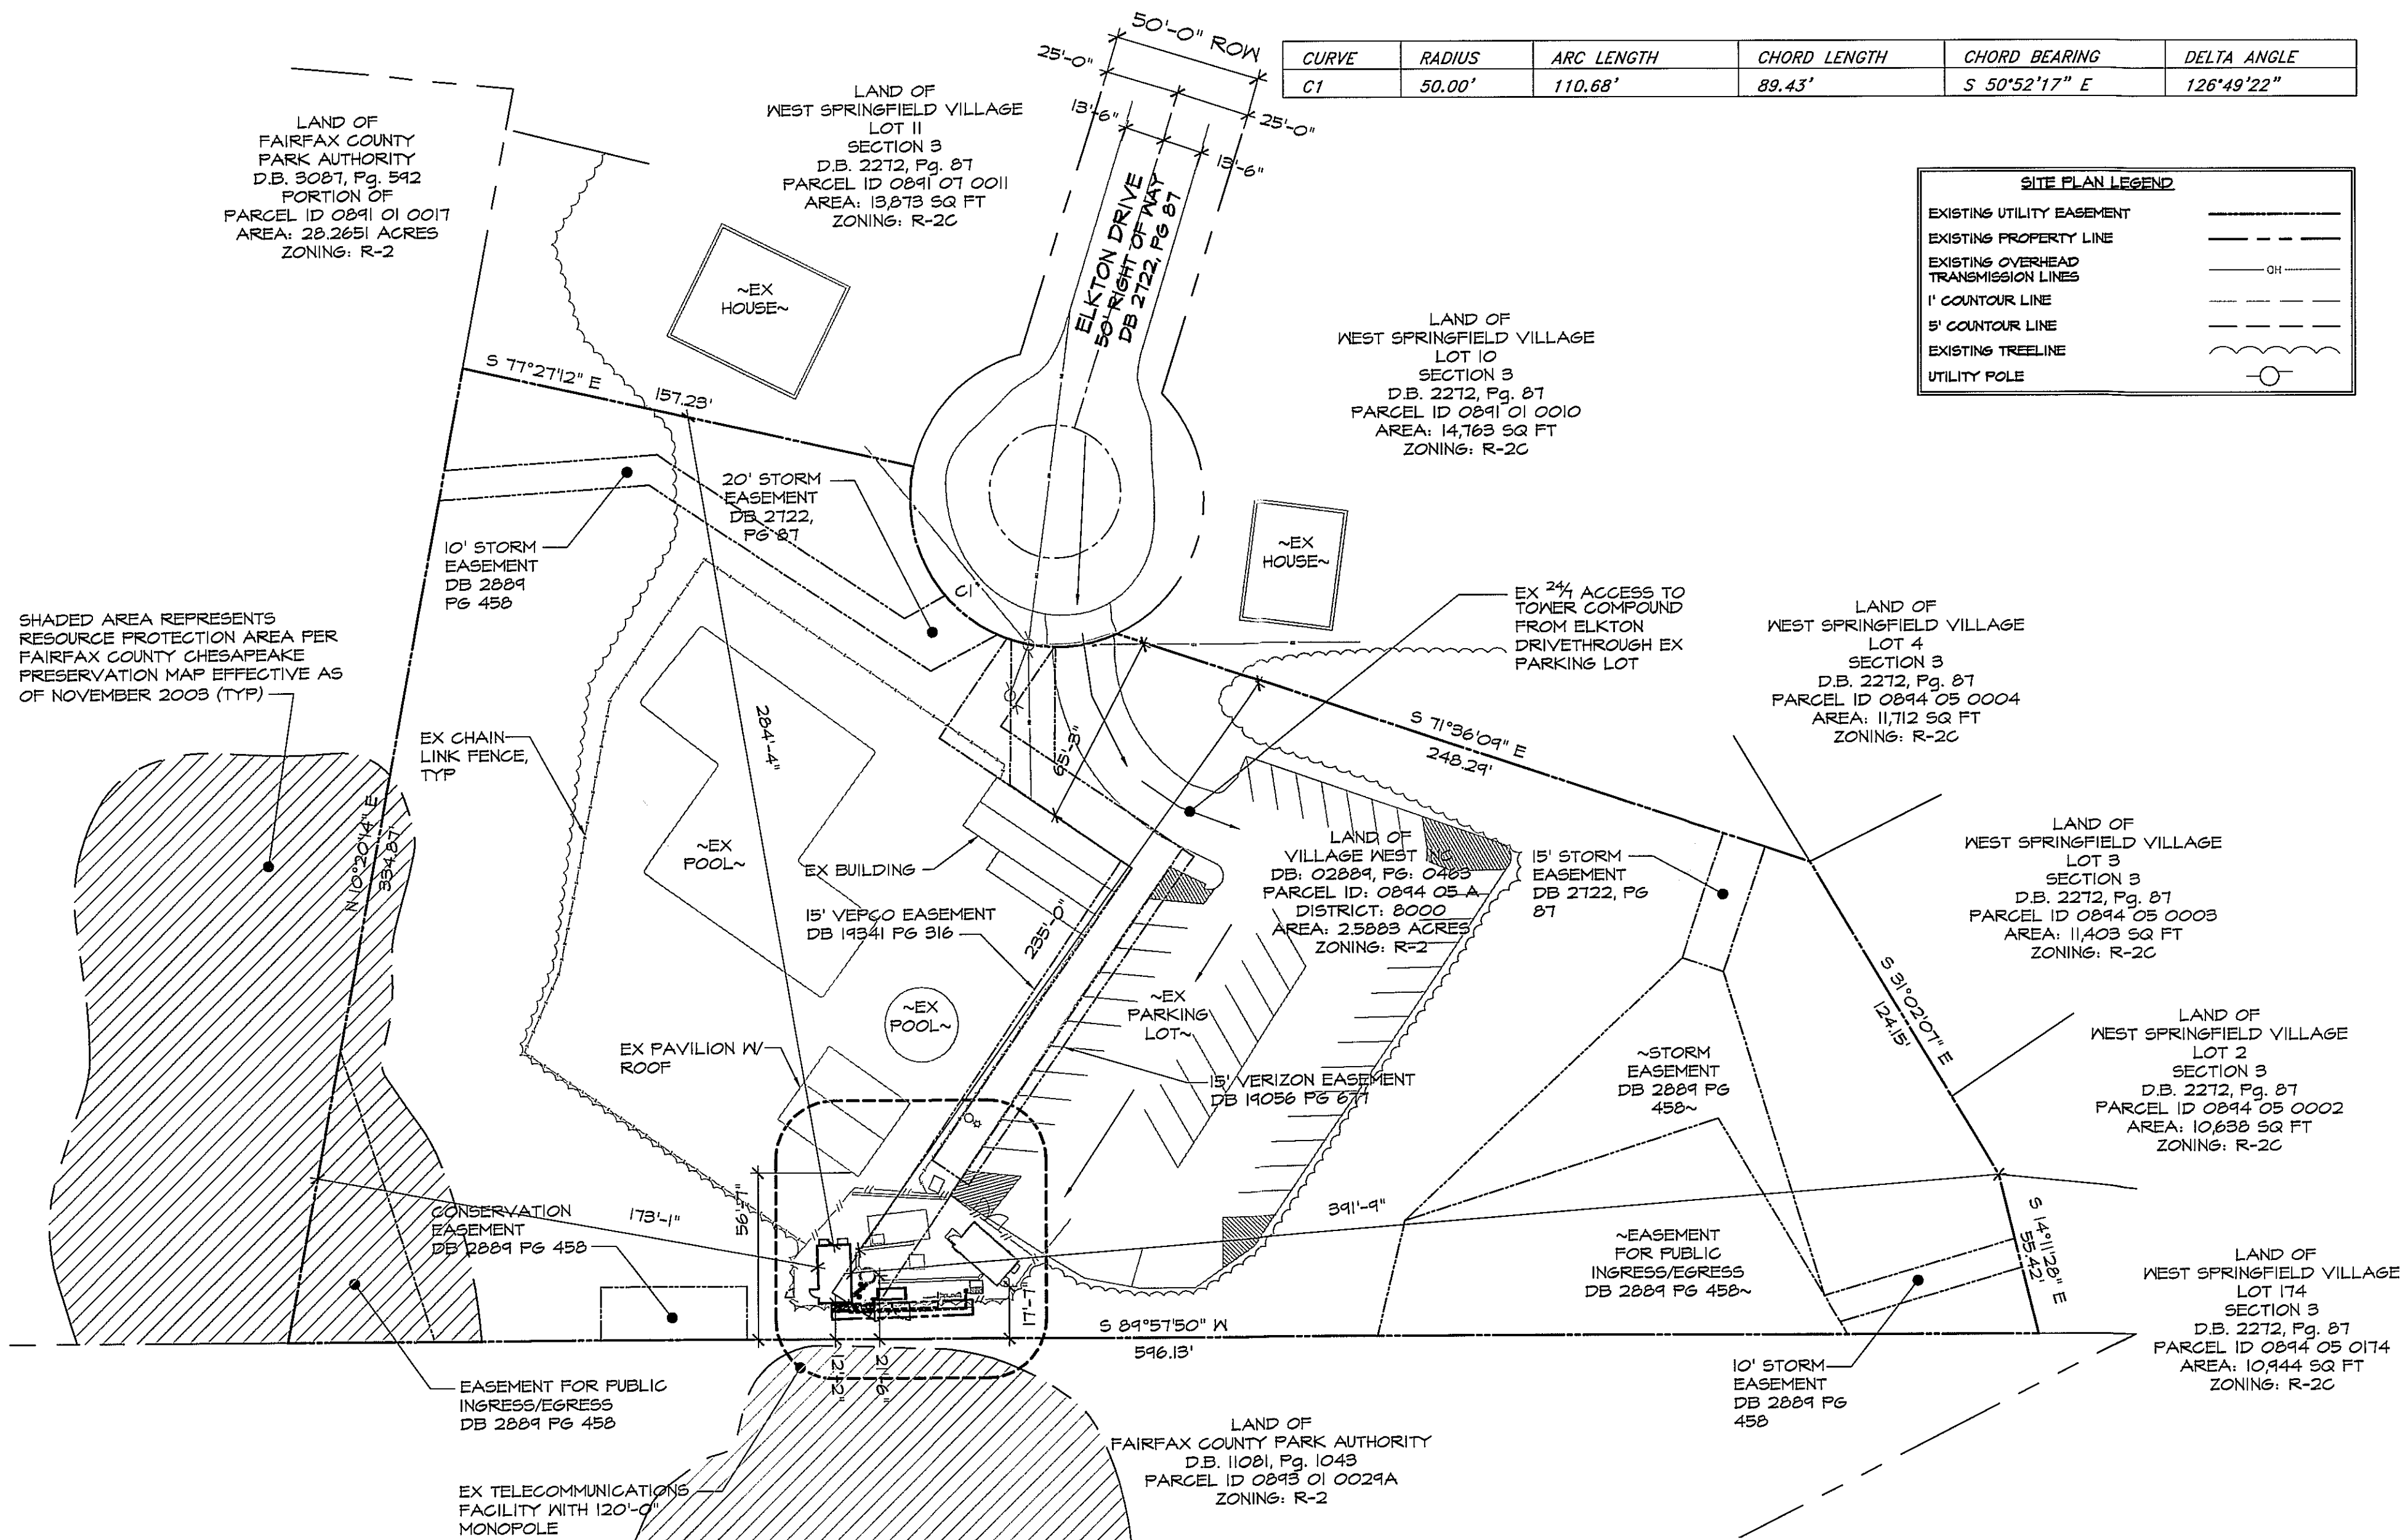 50'-0" ROW
25'-0"
25'-0"
13'-6"
13'-6"
CURVE RADIUS ARC LENGTH CHORD LENGTH CHORD BEARING DELTA ANGLE
C1 50.00' 110.68' 89.43' S 50°52'17" E 126°49'22"
LAND OF
FAIRFAX COUNTY
PARK AUTHORITY
D.B. 3087, Pg. 592
PORTION OF
PARCEL ID 0891 01 0017
AREA: 28.2651 ACRES
ZONING: R-2
LAND OF
WEST SPRINGFIELD VILLAGE
LOT 11
SECTION 3
D.B. 2272, Pg. 87
PARCEL ID 0891 07 0011
AREA: 13,873 SQ FT
ZONING: R-2C
ELKTON DRIVE
50' RIGHT OF WAY
DB 2722, PG 87
SITE PLAN LEGEND
EXISTING UTILITY EASEMENT
EXISTING PROPERTY LINE
EXISTING OVERHEAD
TRANSMISSION LINES
OH
1' COUNTOUR LINE
5' COUNTOUR LINE
EXISTING TREELINE
UTILITY POLE
~EX
HOUSE~
LAND OF
WEST SPRINGFIELD VILLAGE
LOT 10
SECTION 3
D.B. 2272, Pg. 87
PARCEL ID 0891 01 0010
AREA: 14,763 SQ FT
ZONING: R-2C
S 77°27'12" E
157.23'
20' STORM
EASEMENT
DB 2722,
PG 87
10' STORM
EASEMENT
DB 2889
PG 458
C1
~EX
HOUSE~
EX 24/7 ACCESS TO
TOWER COMPOUND
FROM ELKTON
DRIVETHROUGH EX
PARKING LOT
SHADED AREA REPRESENTS
RESOURCE PROTECTION AREA PER
FAIRFAX COUNTY CHESAPEAKE
PRESERVATION MAP EFFECTIVE AS
OF NOVEMBER 2003 (TYP)
LAND OF
WEST SPRINGFIELD VILLAGE
LOT 4
SECTION 3
D.B. 2272, Pg. 87
PARCEL ID 0894 05 0004
AREA: 11,712 SQ FT
ZONING: R-2C
EX CHAIN
LINK FENCE,
TYP
284'-4"
65'-3"
S 71°36'09" E
248.29'
N 10°20'14" E
334.87'
~EX
POOL~
EX BUILDING
LAND OF
VILLAGE WEST INC
DB: 02889, PG: 0483
PARCEL ID: 0894 05 A
DISTRICT: 8000
AREA: 2.5883 ACRES
ZONING: R-2
15' STORM
EASEMENT
DB 2722, PG
87
LAND OF
WEST SPRINGFIELD VILLAGE
LOT 3
SECTION 3
D.B. 2272, Pg. 87
PARCEL ID 0894 05 0003
AREA: 11,403 SQ FT
ZONING: R-2C
15' VEPCO EASEMENT
DB 19341 PG 316
235'-0"
~EX
POOL~
~EX
PARKING
LOT~
S 31°02'07" E
124.15'
EX PAVILION W/
ROOF
15' VERIZON EASEMENT
DB 19056 PG 677
~STORM
EASEMENT
DB 2889 PG
458~
LAND OF
WEST SPRINGFIELD VILLAGE
LOT 2
SECTION 3
D.B. 2272, Pg. 87
PARCEL ID 0894 05 0002
AREA: 10,638 SQ FT
ZONING: R-2C
CONSERVATION
EASEMENT
DB 2889 PG 458
173'-1"
56'-7"
391'-9"
~EASEMENT
FOR PUBLIC
INGRESS/EGRESS
DB 2889 PG 458~
S 14°11'28" E
55.42'
LAND OF
WEST SPRINGFIELD VILLAGE
LOT 174
SECTION 3
D.B. 2272, Pg. 87
PARCEL ID 0894 05 0174
AREA: 10,944 SQ FT
ZONING: R-2C
17'-7"
S 89°57'50" W
596.13'
12'-2"
21'-6"
EASEMENT FOR PUBLIC
INGRESS/EGRESS
DB 2889 PG 458
10' STORM
EASEMENT
DB 2889 PG
458
LAND OF
FAIRFAX COUNTY PARK AUTHORITY
D.B. 11081, Pg. 1043
PARCEL ID 0893 01 0029A
ZONING: R-2
EX TELECOMMUNICATIONS
FACILITY WITH 120'-0"
MONOPOLE